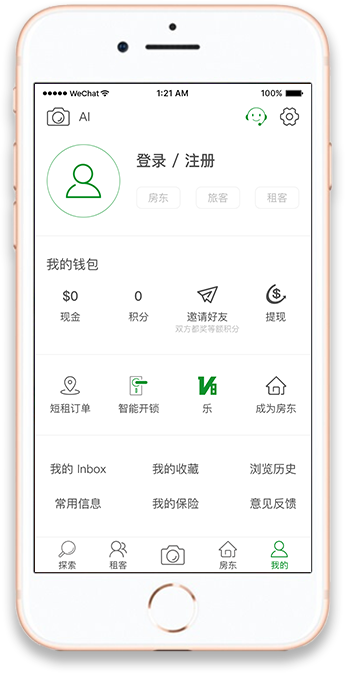 WeChat 1:21 AM 100%
AI
登录 / 注册
房东 旅客 租客
我的钱包
$0 0
现金 积分 邀请好友 提现
双方都奖等额积分
短租订单 智能开锁 乐 成为房东
我的 Inbox 我的收藏 浏览历史
常用信息 我的保险 意见反馈
探索 租客 房东 我的